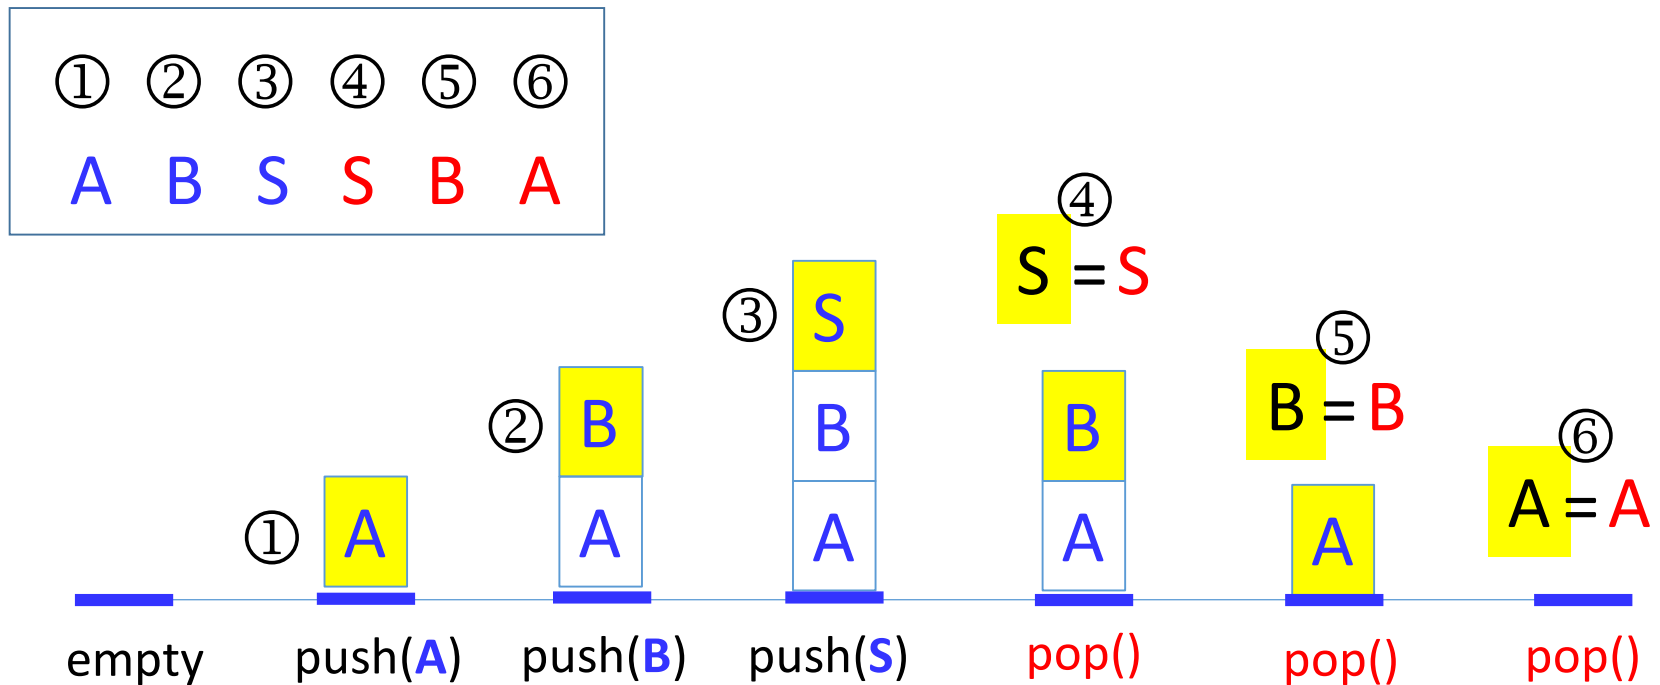 ① ② ③ ④ ⑤ ⑥
A B S S B A
④
S = S
③ S
⑤
B = B
② B
B
B
⑥
A = A
① A
A
A
A
A
empty push(A) push(B) push(S) pop() pop() pop()